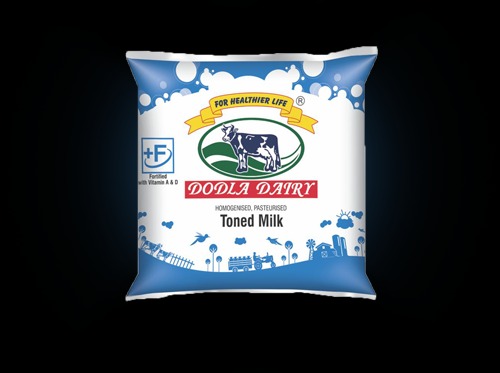 FOR HEALTHIER LIFE ®
+F
Fortified
with Vitamin A & D
DODLA DAIRY
HOMOGENISED, PASTEURISED
Toned Milk